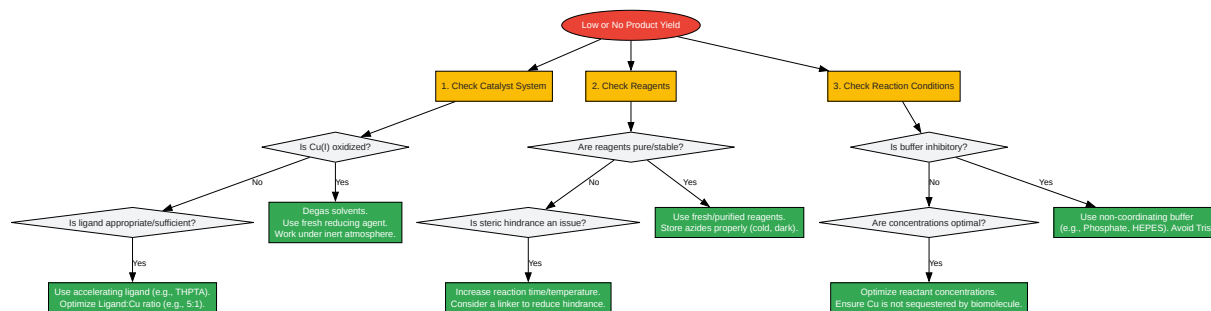 Low or No Product Yield
1. Check Catalyst System
2. Check Reagents
3. Check Reaction Conditions
Is Cu(I) oxidized?
Are reagents pure/stable?
Is buffer inhibitory?
No
Yes
No
Yes
No
Yes
Is ligand appropriate/sufficient?
Degas solvents.
Use fresh reducing agent.
Work under inert atmosphere.
Is steric hindrance an issue?
Use fresh/purified reagents.
Store azides properly (cold, dark).
Are concentrations optimal?
Use non-coordinating buffer
(e.g., Phosphate, HEPES). Avoid Tris
Yes
Yes
Yes
Use accelerating ligand (e.g., THPTA).
Optimize Ligand:Cu ratio (e.g., 5:1).
Increase reaction time/temperature.
Consider a linker to reduce hindrance.
Optimize reactant concentrations.
Ensure Cu is not sequestered by biomolecule.